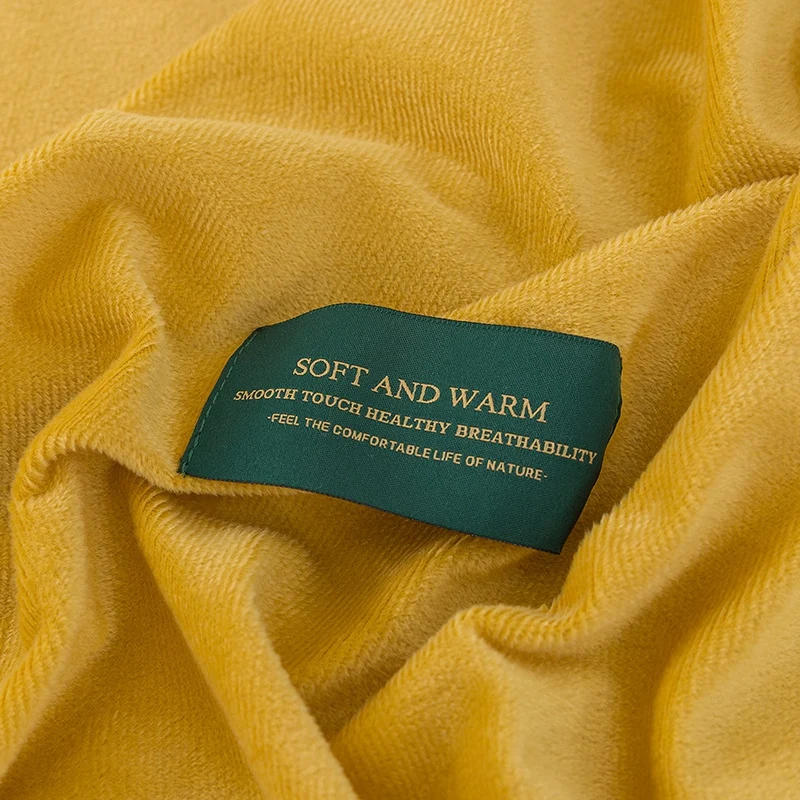 SOFT AND WARM
SMOOTH TOUCH HEALTHY BREATHABILITY
-FEEL THE COMFORTABLE LIFE OF NATURE-